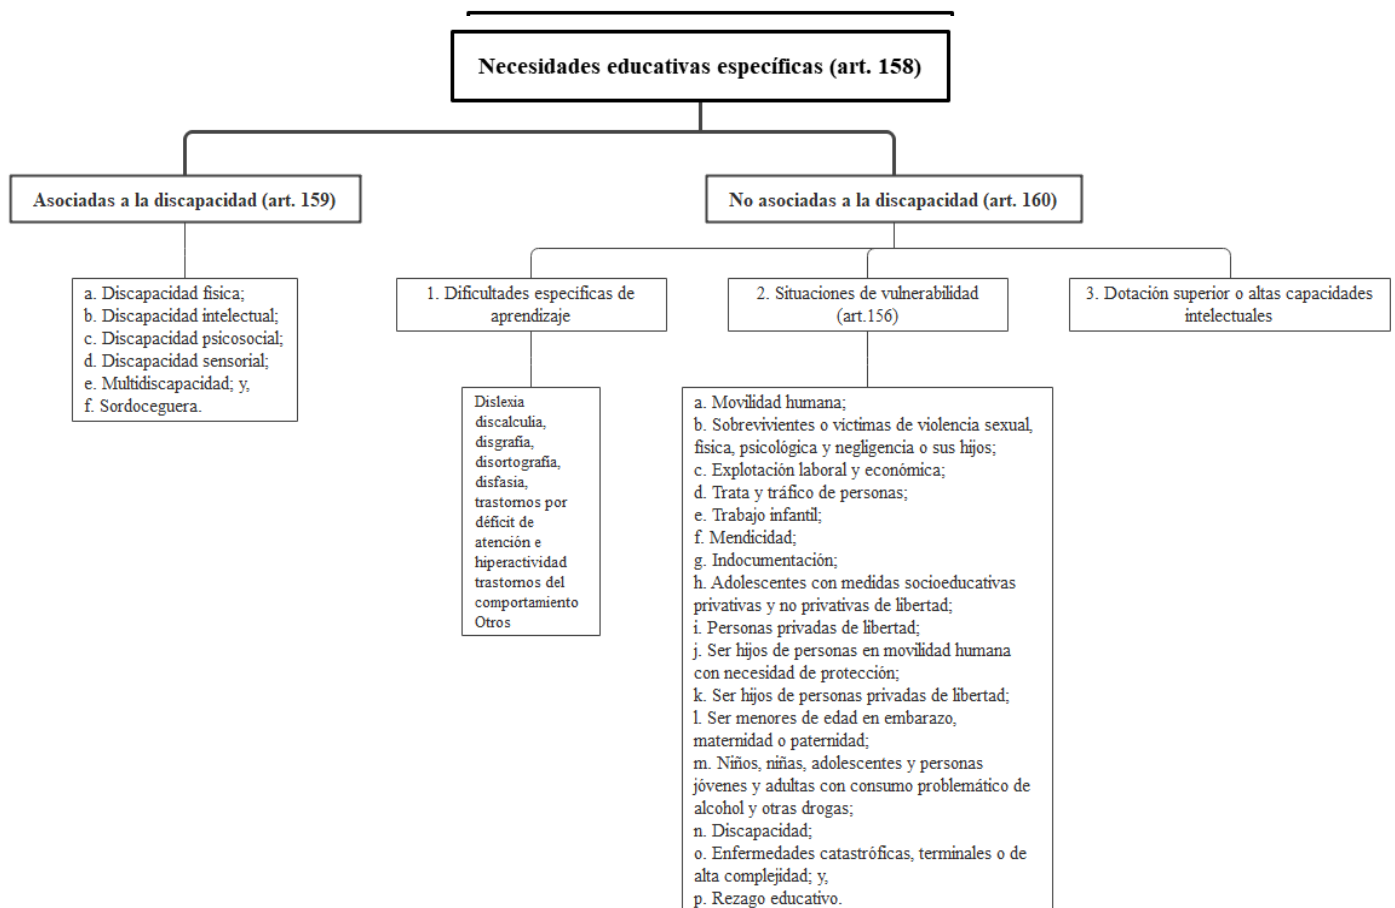 Necesidades educativas específicas (art. 158)
Asociadas a la discapacidad (art. 159)
No asociadas a la discapacidad (art. 160)
a. Discapacidad física;
b. Discapacidad intelectual;
c. Discapacidad psicosocial;
d. Discapacidad sensorial;
e. Multidiscapacidad; y,
f. Sordoceguera.
1. Dificultades específicas de
aprendizaje
2. Situaciones de vulnerabilidad
(art.156)
3. Dotación superior o altas capacidades
intelectuales
Dislexia
discalculia,
disgrafía,
disortografía,
disfasia,
trastornos por
déficit de
atención e
hiperactividad
trastornos del
comportamiento
Otros
a. Movilidad humana;
b. Sobrevivientes o victimas de violencia sexual,
física, psicológica y negligencia o sus hijos;
c. Explotación laboral y económica;
d. Trata y tráfico de personas;
e. Trabajo infantil;
f. Mendicidad;
g. Indocumentación;
h. Adolescentes con medidas socioeducativas
privativas y no privativas de libertad;
i. Personas privadas de libertad;
j. Ser hijos de personas en movilidad humana
con necesidad de protección;
k. Ser hijos de personas privadas de libertad;
l. Ser menores de edad en embarazo,
maternidad o paternidad;
m. Niños, niñas, adolescentes y personas
jóvenes y adultas con consumo problemático de
alcohol y otras drogas;
n. Discapacidad;
o. Enfermedades catastróficas, terminales o de
alta complejidad; y,
p. Rezago educativo.